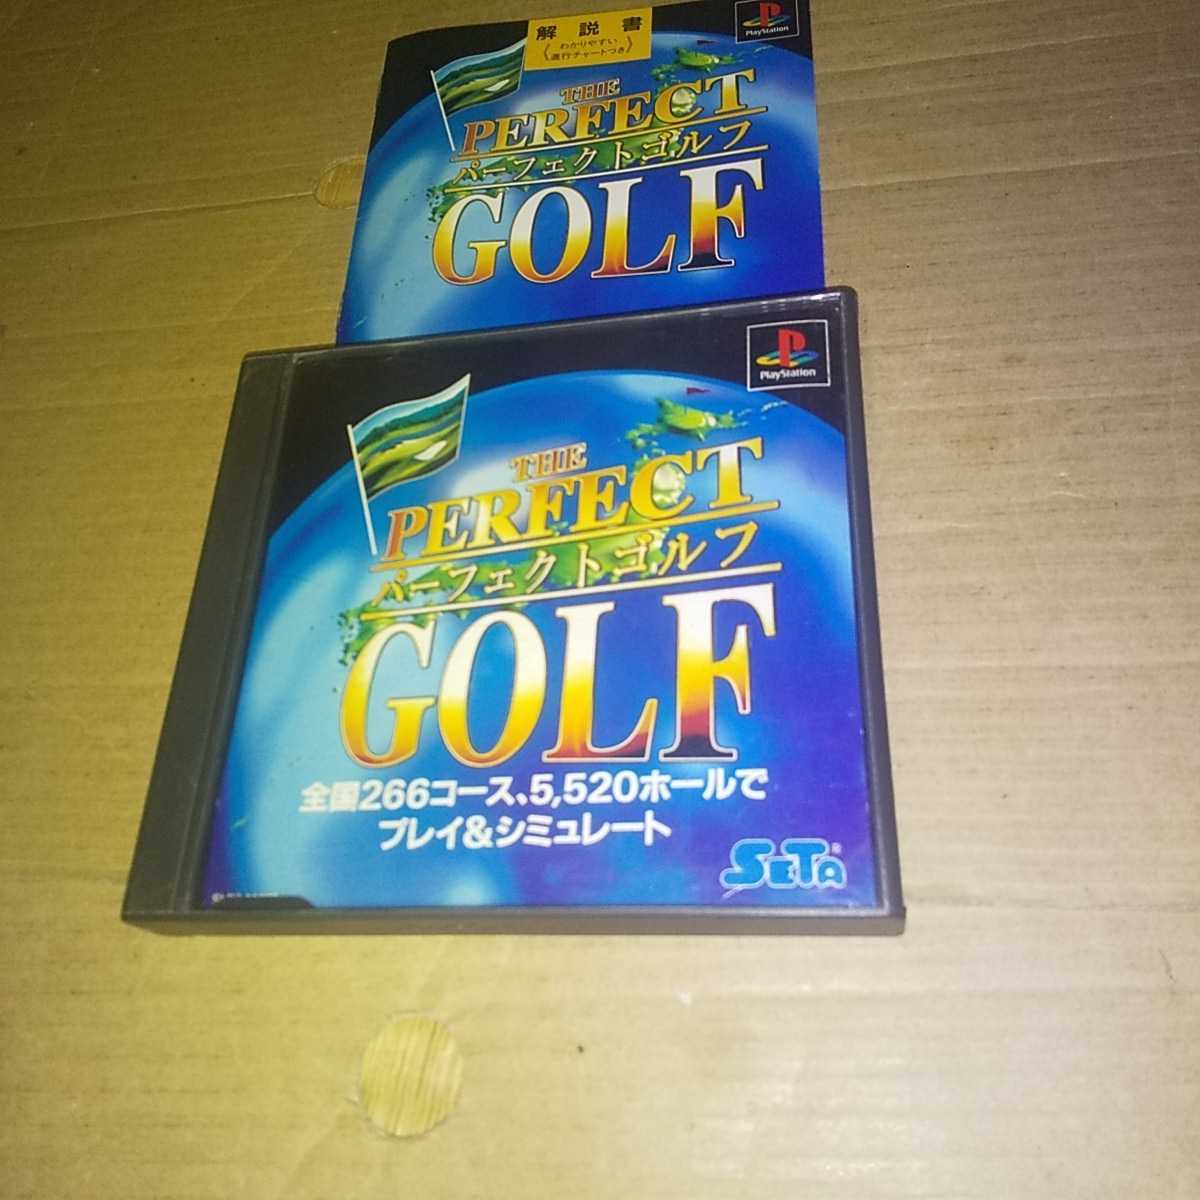 解説書
わかりやすい
進行チャートつき
PlayStation
THE
PERFECT
パーフェクトゴルフ
GOLF
PlayStation
THE
PERFECT
パーフェクトゴルフ
GOLF
全国266コース、5,520ホールで
プレイ&シミュレート
SETA